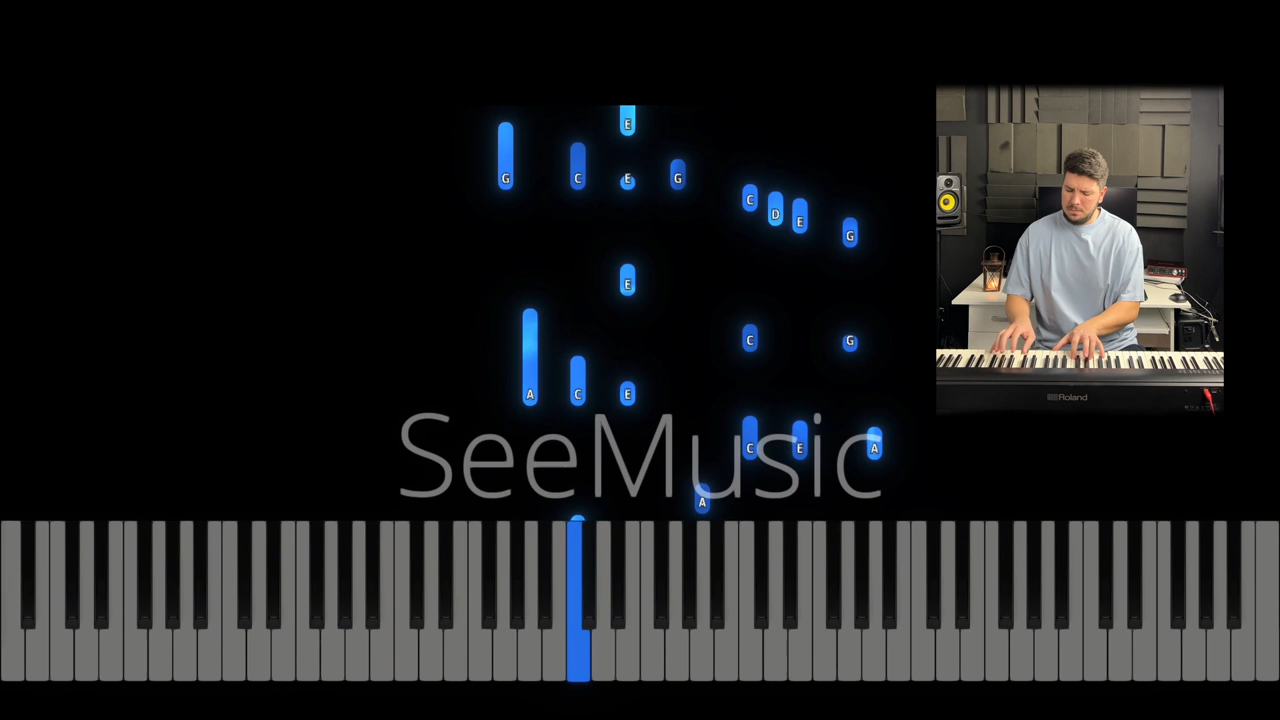 E
G C E G
C D E G
E
C G
A C E
SeeMusic
C E A
A
Roland